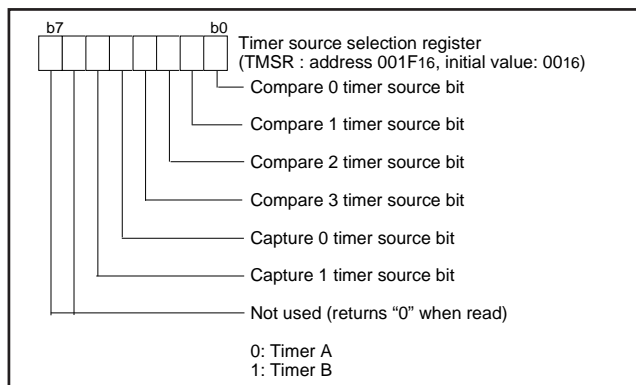 b7 b0
Timer source selection register
(TMSR : address 001F16, initial value: 0016)
Compare 0 timer source bit
Compare 1 timer source bit
Compare 2 timer source bit
Compare 3 timer source bit
Capture 0 timer source bit
Capture 1 timer source bit
Not used (returns “0” when read)
0: Timer A
1: Timer B